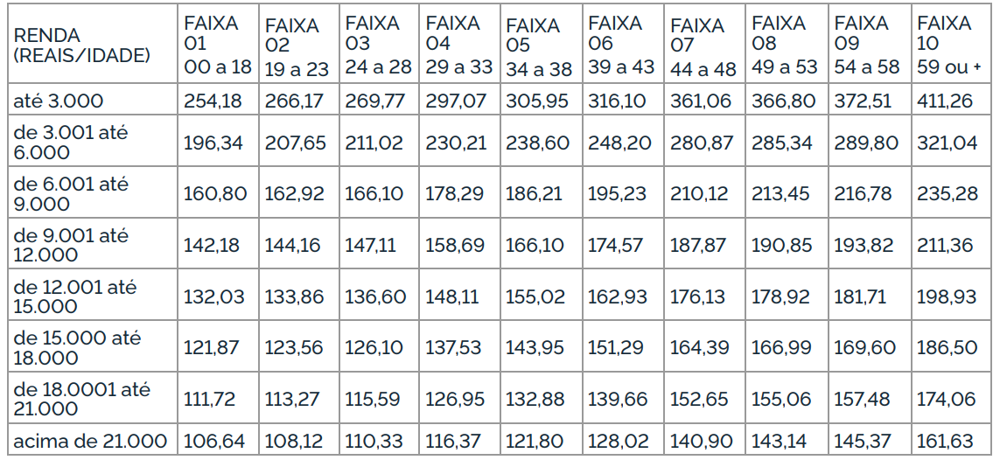 RENDA (REAIS/IDADE) FAIXA 01 00 a 18 FAIXA 02 19 a 23 FAIXA 03 24 a 28 FAIXA 04 29 a 33 FAIXA 05 34 a 38 FAIXA 06 39 a 43 FAIXA 07 44 a 48 FAIXA 08 49 a 53 FAIXA 09 54 a 58 FAIXA 10 59 ou +
até 3.000 254,18 266,17 269,77 297,07 305,95 316,10 361,06 366,80 372,51 411,26
de 3.001 até 6.000 196,34 207,65 211,02 230,21 238,60 248,20 280,87 285,34 289,80 321,04
de 6.001 até 9.000 160,80 162,92 166,10 178,29 186,21 195,23 210,12 213,45 216,78 235,28
de 9.001 até 12.000 142,18 144,16 147,11 158,69 166,10 174,57 187,87 190,85 193,82 211,36
de 12.001 até 15.000 132,03 133,86 136,60 148,11 155,02 162,93 176,13 178,92 181,71 198,93
de 15.000 até 18.000 121,87 123,56 126,10 137,53 143,95 151,29 164,39 166,99 169,60 186,50
de 18.0001 até 21.000 111,72 113,27 115,59 126,95 132,88 139,66 152,65 155,06 157,48 174,06
acima de 21.000 106,64 108,12 110,33 116,37 121,80 128,02 140,90 143,14 145,37 161,63